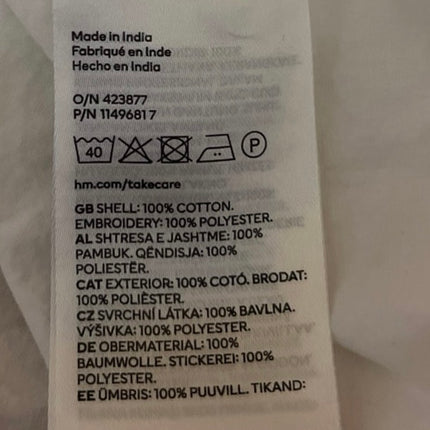 Made in India
Fabriqué en Inde
Hecho en India
O/N 423877
P/N 11496817
40 P
hm.com/takecare
GB SHELL: 100% COTTON.
EMBROIDERY: 100% POLYESTER.
AL SHTRESA E JASHTME: 100%
PAMBUK. QËNDISJA: 100%
POLIESTËR.
CAT EXTERIOR: 100% COTÓ. BRODAT:
100% POLIÈSTER.
CZ SVRCHNÍ LÁTKA: 100% BAVLNA.
VÝŠIVKA: 100% POLYESTER.
DE OBERMATERIAL: 100%
BAUMWOLLE. STICKEREI: 100%
POLYESTER.
EE ÜMBRIS: 100% PUUVILL. TIKAND: